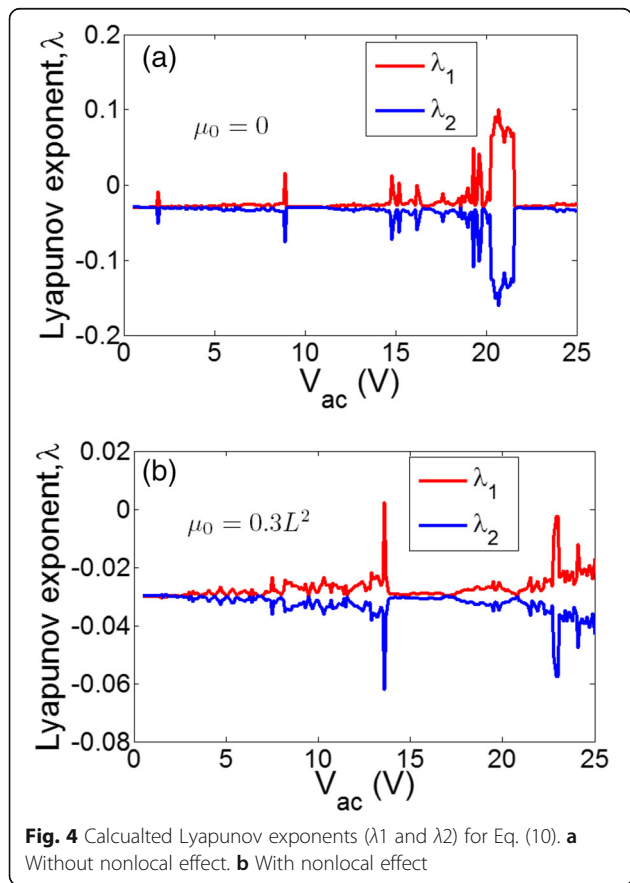 (a)
μ₀ = 0
λ₁
λ₂
Lyapunov exponent,λ
0.2
0.1
0
-0.1
-0.2
0 5 10 15 20 25
V_ac (V)
(b)
μ₀ = 0.3L²
λ₁
λ₂
Lyapunov exponent,λ
0.02
0
-0.02
-0.04
-0.06
-0.08
0 5 10 15 20 25
V_ac (V)
Fig. 4 Calcualted Lyapunov exponents (λ1 and λ2) for Eq. (10). a
Without nonlocal effect. b With nonlocal effect